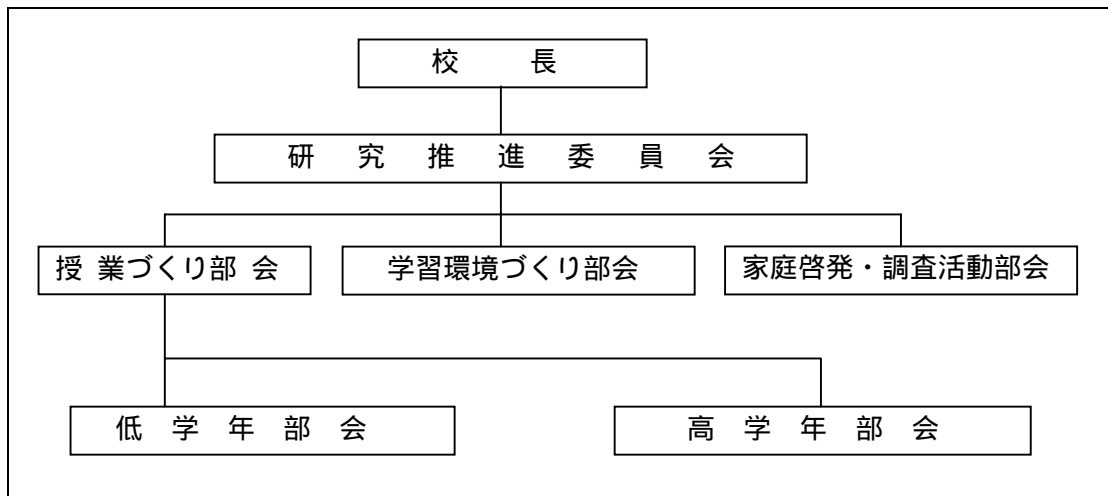 校長
研究推進委員会
授業づくり部会
学習環境づくり部会
家庭啓発・調査活動部会
低学年部会
高学年部会